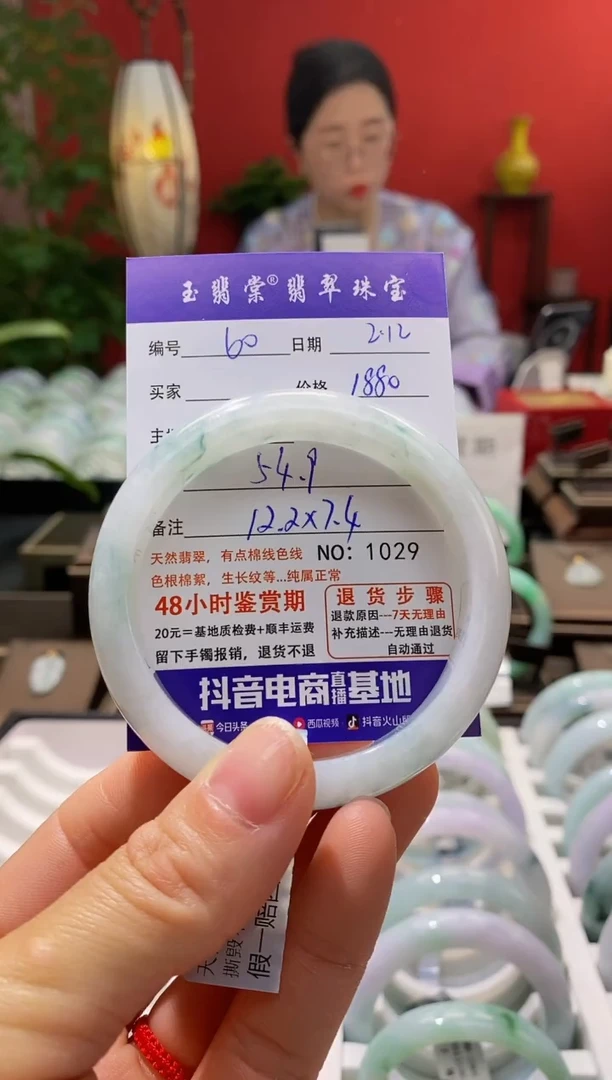 玉翡棠®翡翠珠宝
编号 60 日期 2.12
买家 价格 1880
54.9
备注 12.2x7.4
天然翡翠，有点棉线色线 NO：1029
色根棉絮，生长纹等...纯属正常
48小时鉴赏期
20元＝基地质检费+顺丰运费
留下手镯报销，退货不退
退货步骤
退款原因---7天无理由
补充描述---无理由退货
自动通过
抖音电商直播基地
今日头条 西瓜视频 抖音火山版
撕毁
假一赔